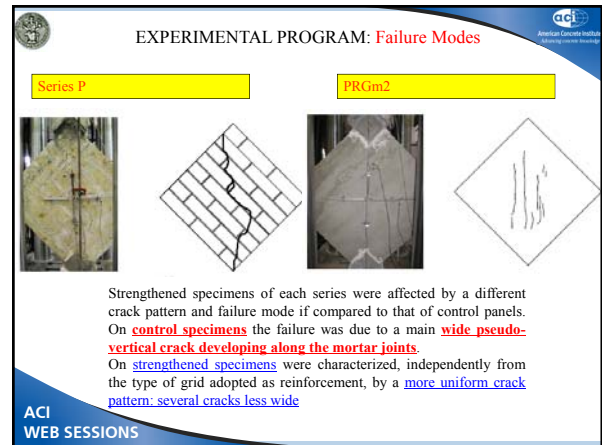 aci
American Concrete Institute
Advancing concrete knowledge
EXPERIMENTAL PROGRAM: Failure Modes
Series P
PRGm2
Strengthened specimens of each series were affected by a different
crack pattern and failure mode if compared to that of control panels.
On control specimens the failure was due to a main wide pseudo-
vertical crack developing along the mortar joints.
On strengthened specimens were characterized, independently from
the type of grid adopted as reinforcement, by a more uniform crack
pattern: several cracks less wide
ACI
WEB SESSIONS